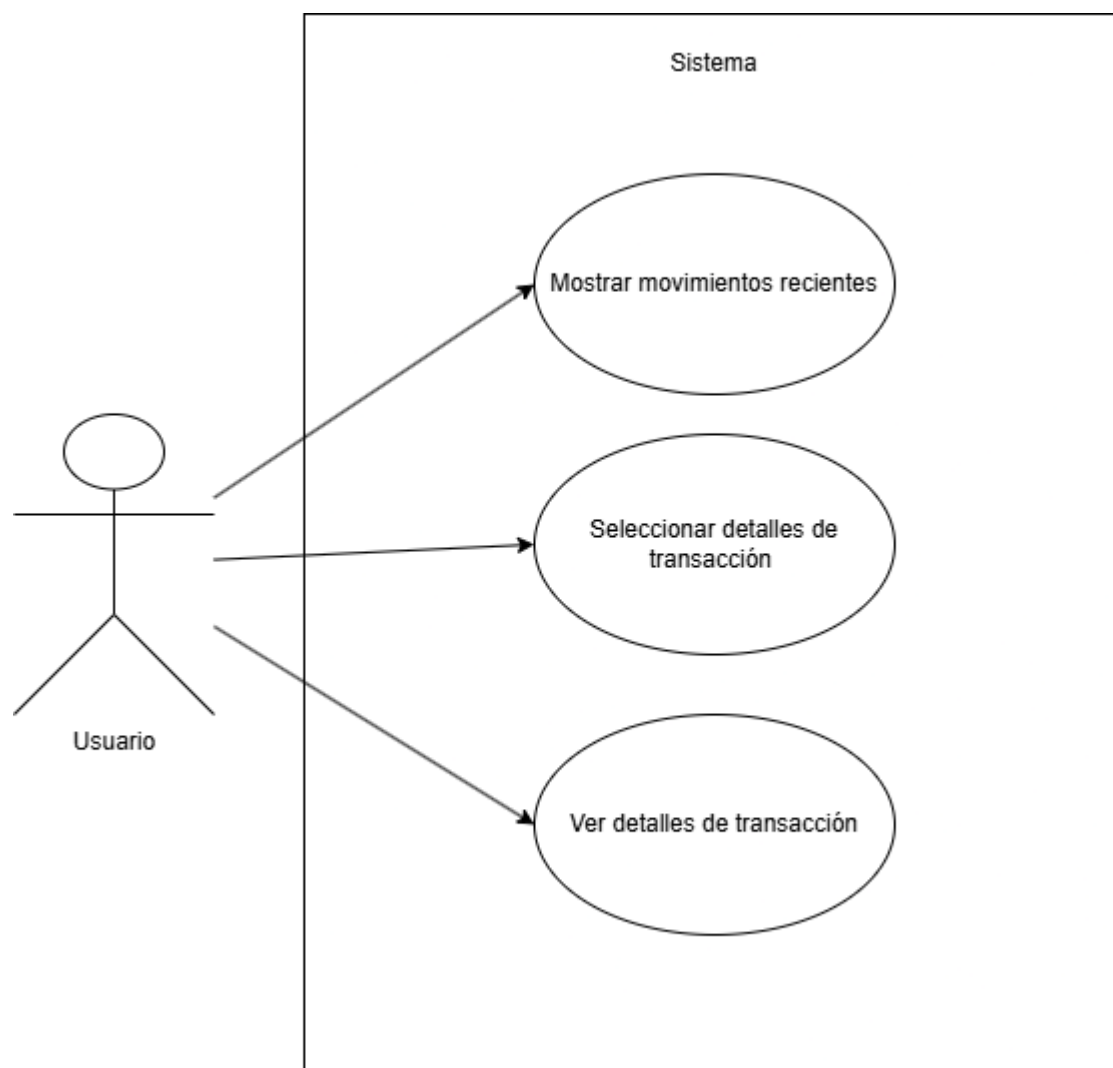 Sistema
Mostrar movimientos recientes
Seleccionar detalles de
transacción
Usuario
Ver detalles de transacción